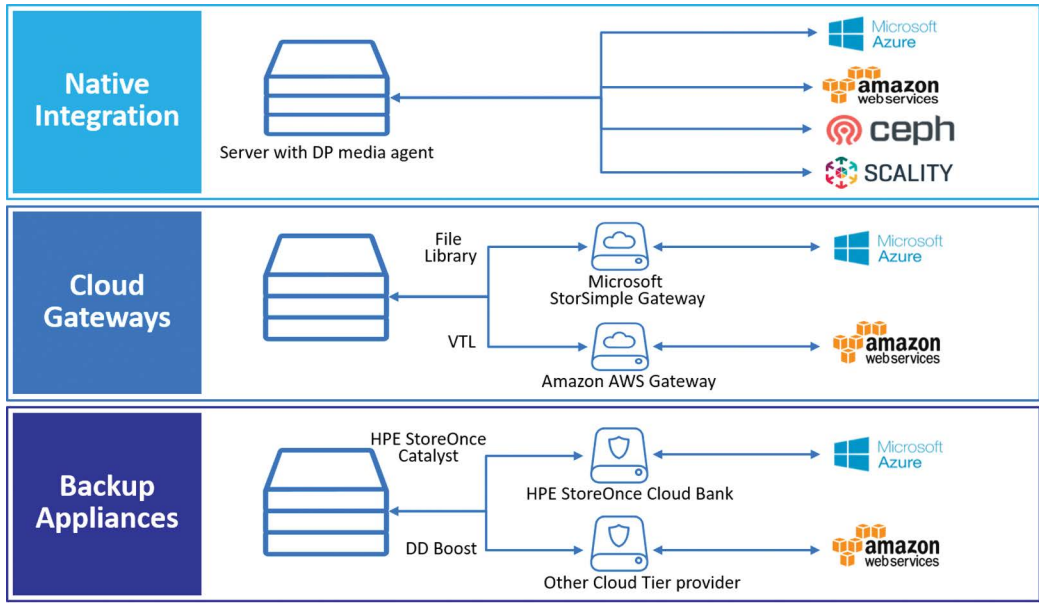 Native
Integration
Server with DP media agent
Microsoft
Azure
amazon
web services
ceph
SCALITY
Cloud
Gateways
File
Library
VTL
Microsoft
StorSimple Gateway
Amazon AWS Gateway
Microsoft
Azure
amazon
web services
Backup
Appliances
HPE StoreOnce
Catalyst
DD Boost
HPE StoreOnce Cloud Bank
Other Cloud Tier provider
Microsoft
Azure
amazon
web services